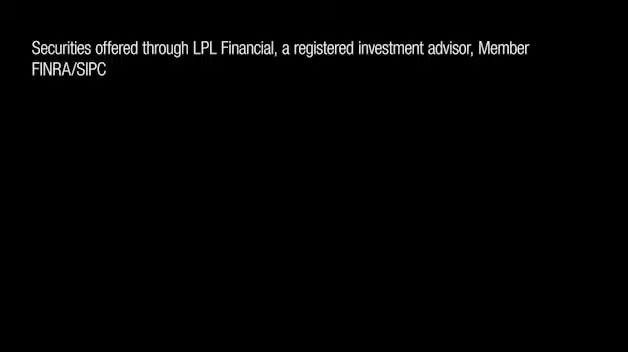 Securities offered through LPL Financial, a registered investment advisor, Member
FINRA/SIPC